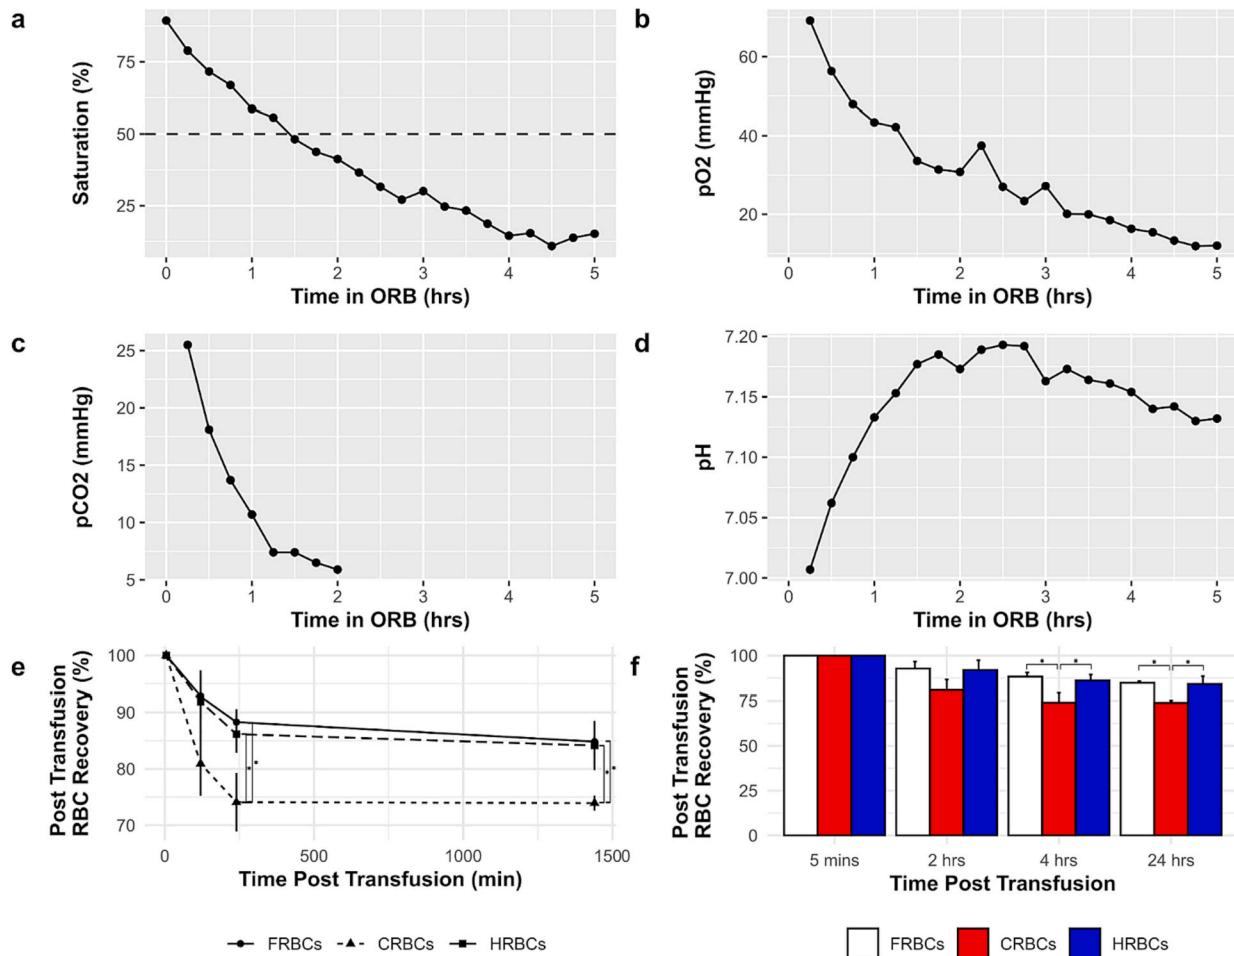 a
Saturation (%)
75
50
25
0 1 2 3 4 5
Time in ORB (hrs)
b
pO2 (mmHg)
60
40
20
0 1 2 3 4 5
Time in ORB (hrs)
c
pCO2 (mmHg)
25
20
15
10
5
0 1 2 3 4 5
Time in ORB (hrs)
d
pH
7.20
7.15
7.10
7.05
7.00
0 1 2 3 4 5
Time in ORB (hrs)
e
Post Transfusion
RBC Recovery (%)
100
90
80
70
* *
* *
0 500 1000 1500
Time Post Transfusion (min)
FRBCs CRBCs HRBCs
f
Post Transfusion
RBC Recovery (%)
100
75
50
25
0
* * * *
5 mins 2 hrs 4 hrs 24 hrs
Time Post Transfusion
FRBCs CRBCs HRBCs